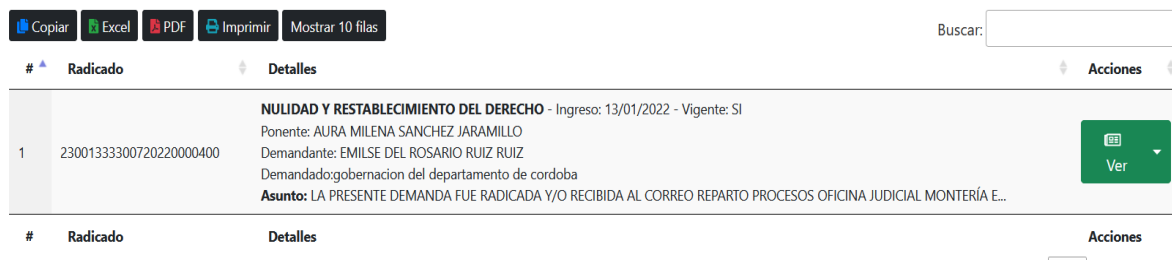 Copiar Excel PDF Imprimir Mostrar 10 filas Buscar:
# Radicado Detalles Acciones
NULIDAD Y RESTABLECIMIENTO DEL DERECHO - Ingreso: 13/01/2022 - Vigente: SI
Ponente: AURA MILENA SANCHEZ JARAMILLO
1 23001333300720220000400 Demandante: EMILSE DEL ROSARIO RUIZ RUIZ Ver
Demandado:gobernacion del departamento de cordoba
Asunto: LA PRESENTE DEMANDA FUE RADICADA Y/O RECIBIDA AL CORREO REPARTO PROCESOS OFICINA JUDICIAL MONTERÍA E...
# Radicado Detalles Acciones